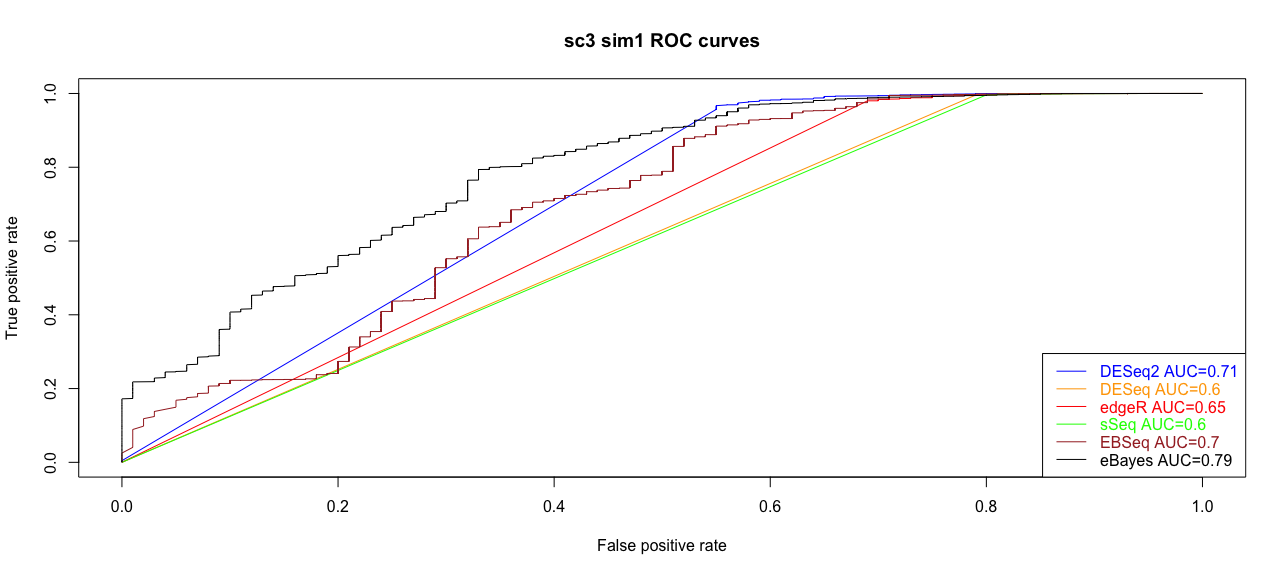 sc3 sim1 ROC curves
True positive rate
1.0
0.8
0.6
0.4
0.2
0.0
DESeq2 AUC=0.71
DESeq AUC=0.6
edgeR AUC=0.65
sSeq AUC=0.6
EBSeq AUC=0.7
eBayes AUC=0.79
0.0 0.2 0.4 0.6 0.8 1.0
False positive rate